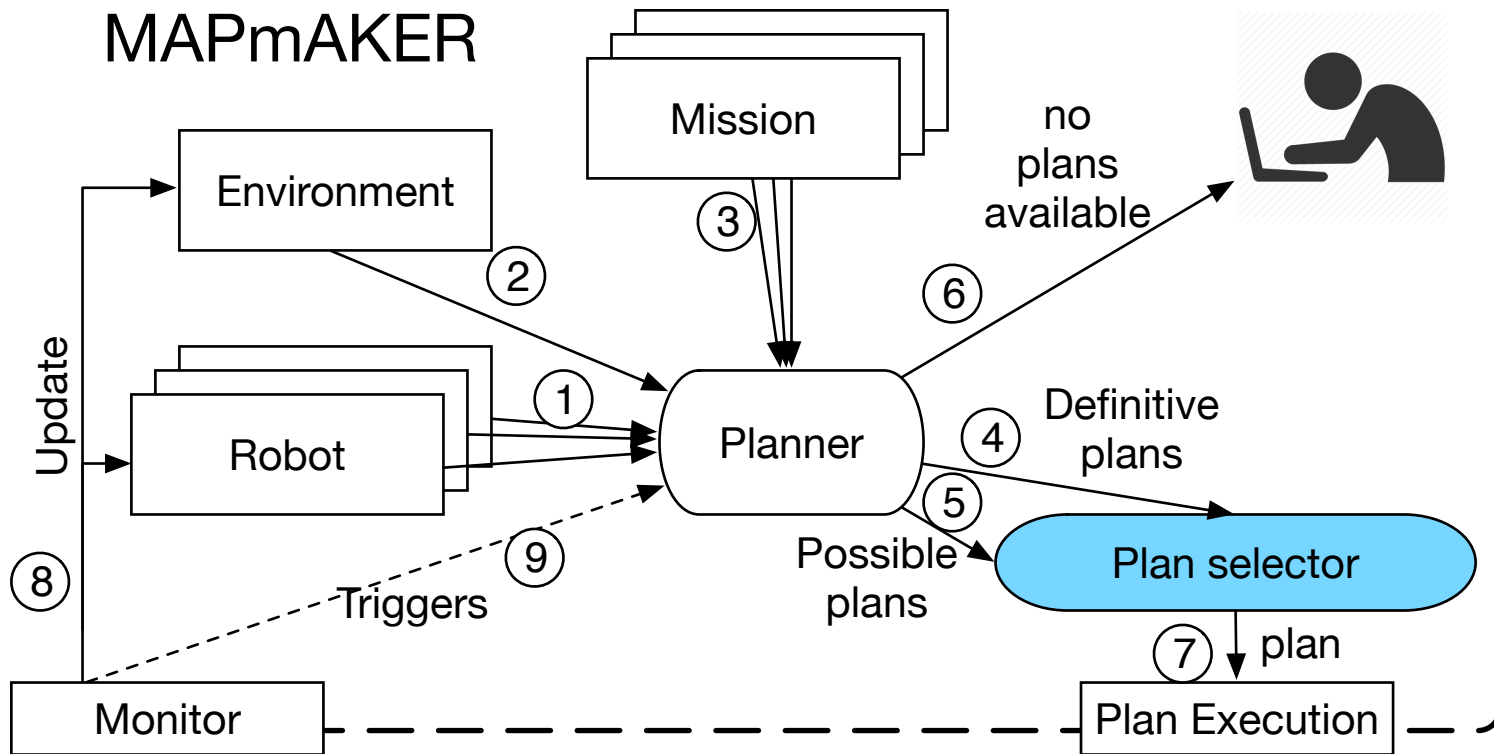 MAPmAKER
Mission
no
plans
available
Environment
3
2
6
Update
1
Robot
Planner
Definitive
plans
4
5
Possible
plans
Plan selector
9
8
Triggers
7
plan
Monitor
Plan Execution